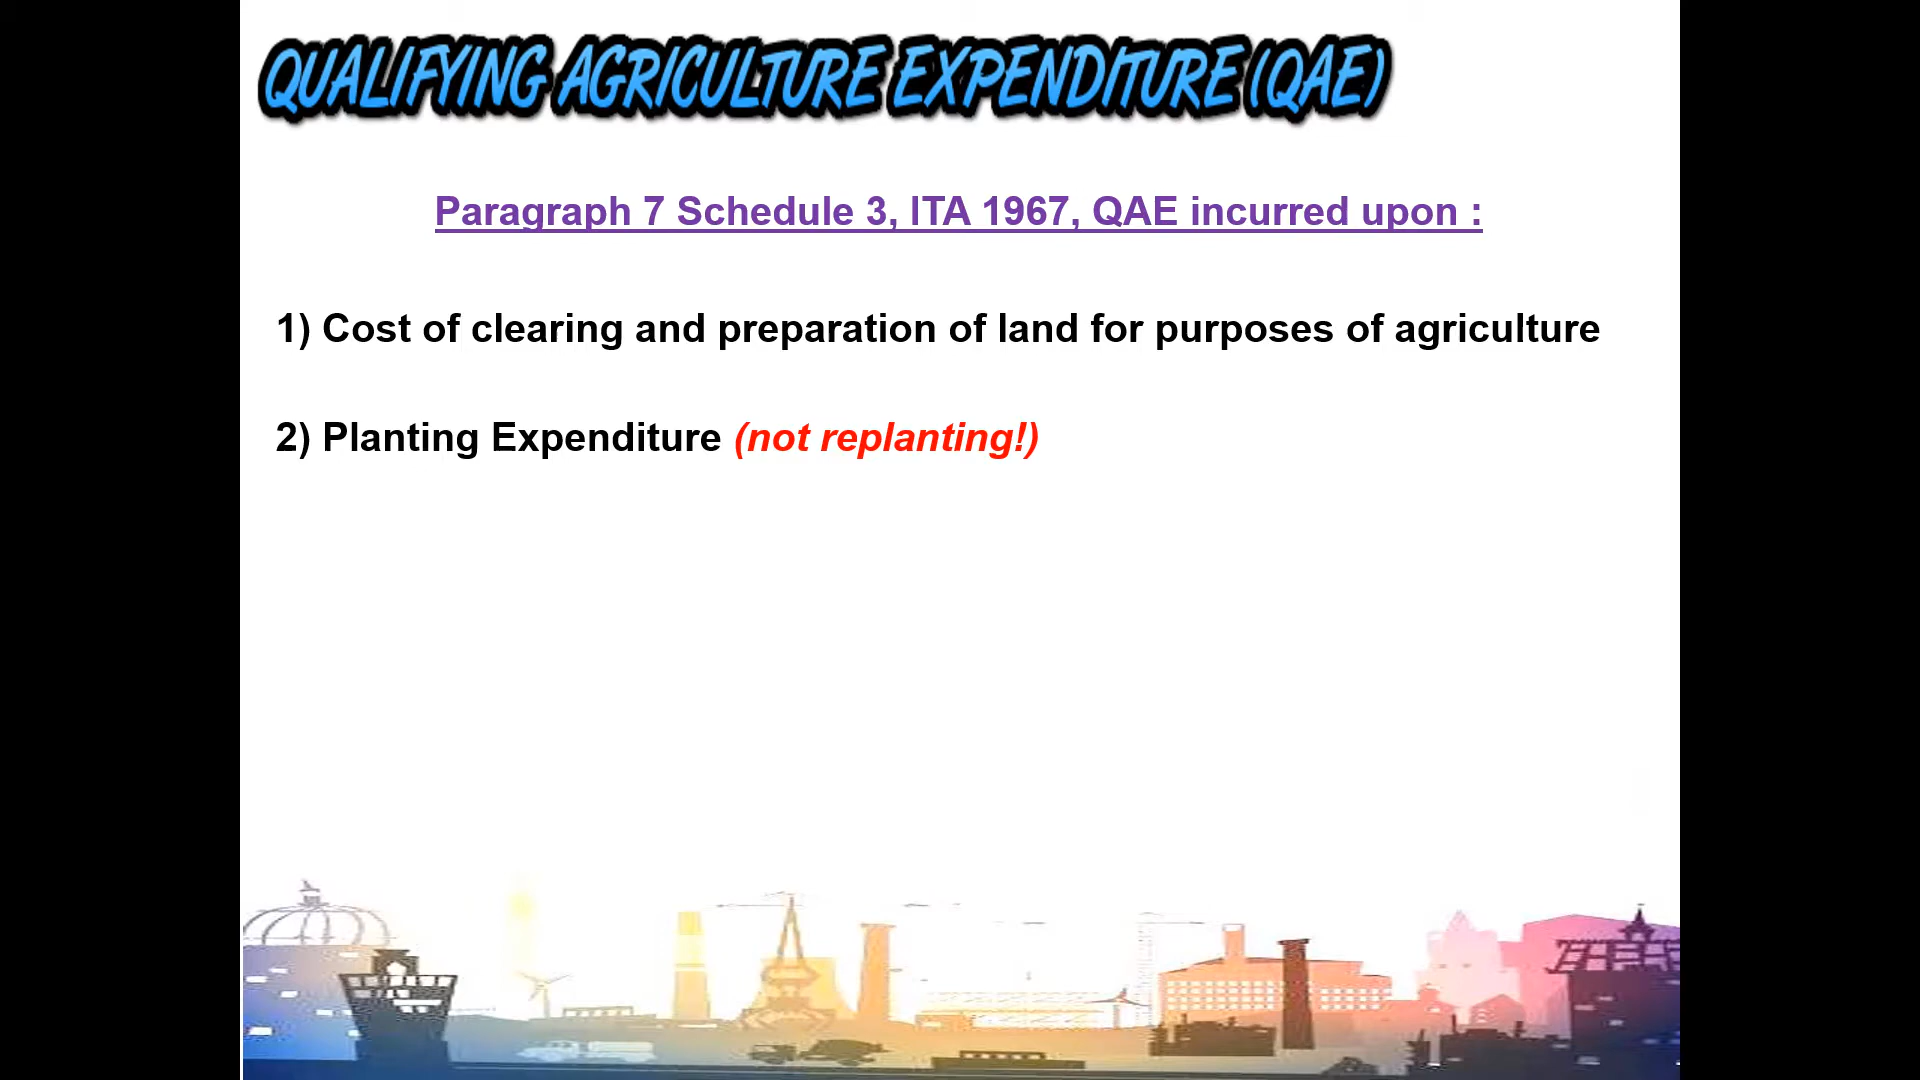 QUALIFYING AGRICULTURE EXPENDITURE (QAE)
Paragraph 7 Schedule 3, ITA 1967, QAE incurred upon :
1) Cost of clearing and preparation of land for purposes of agriculture
2) Planting Expenditure (not replanting!)